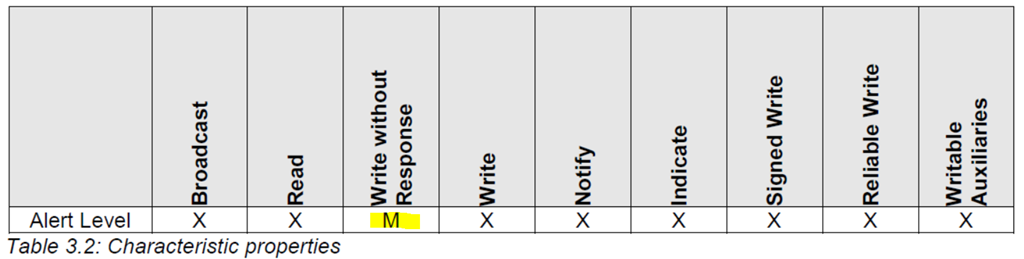 Broadcast
Read
Write without
Response
Write
Notify
Indicate
Signed Write
Reliable Write
Writable
Auxiliaries
Alert Level X X M X X X X X X
Table 3.2: Characteristic properties